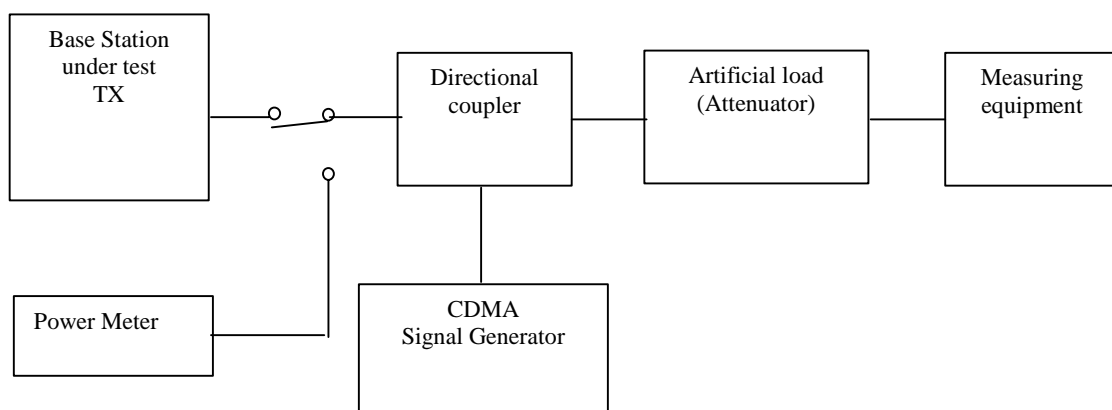 Base Station
under test
TX
Directional
coupler
Artificial load
(Attenuator)
Measuring
equipment
Power Meter
CDMA
Signal Generator